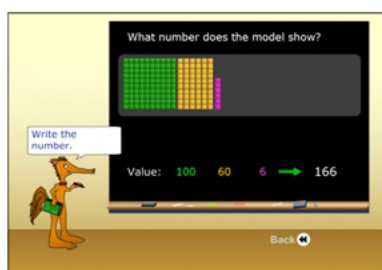 What number does the model show?
Write the
number.
Value: 100 60 6 166
Back